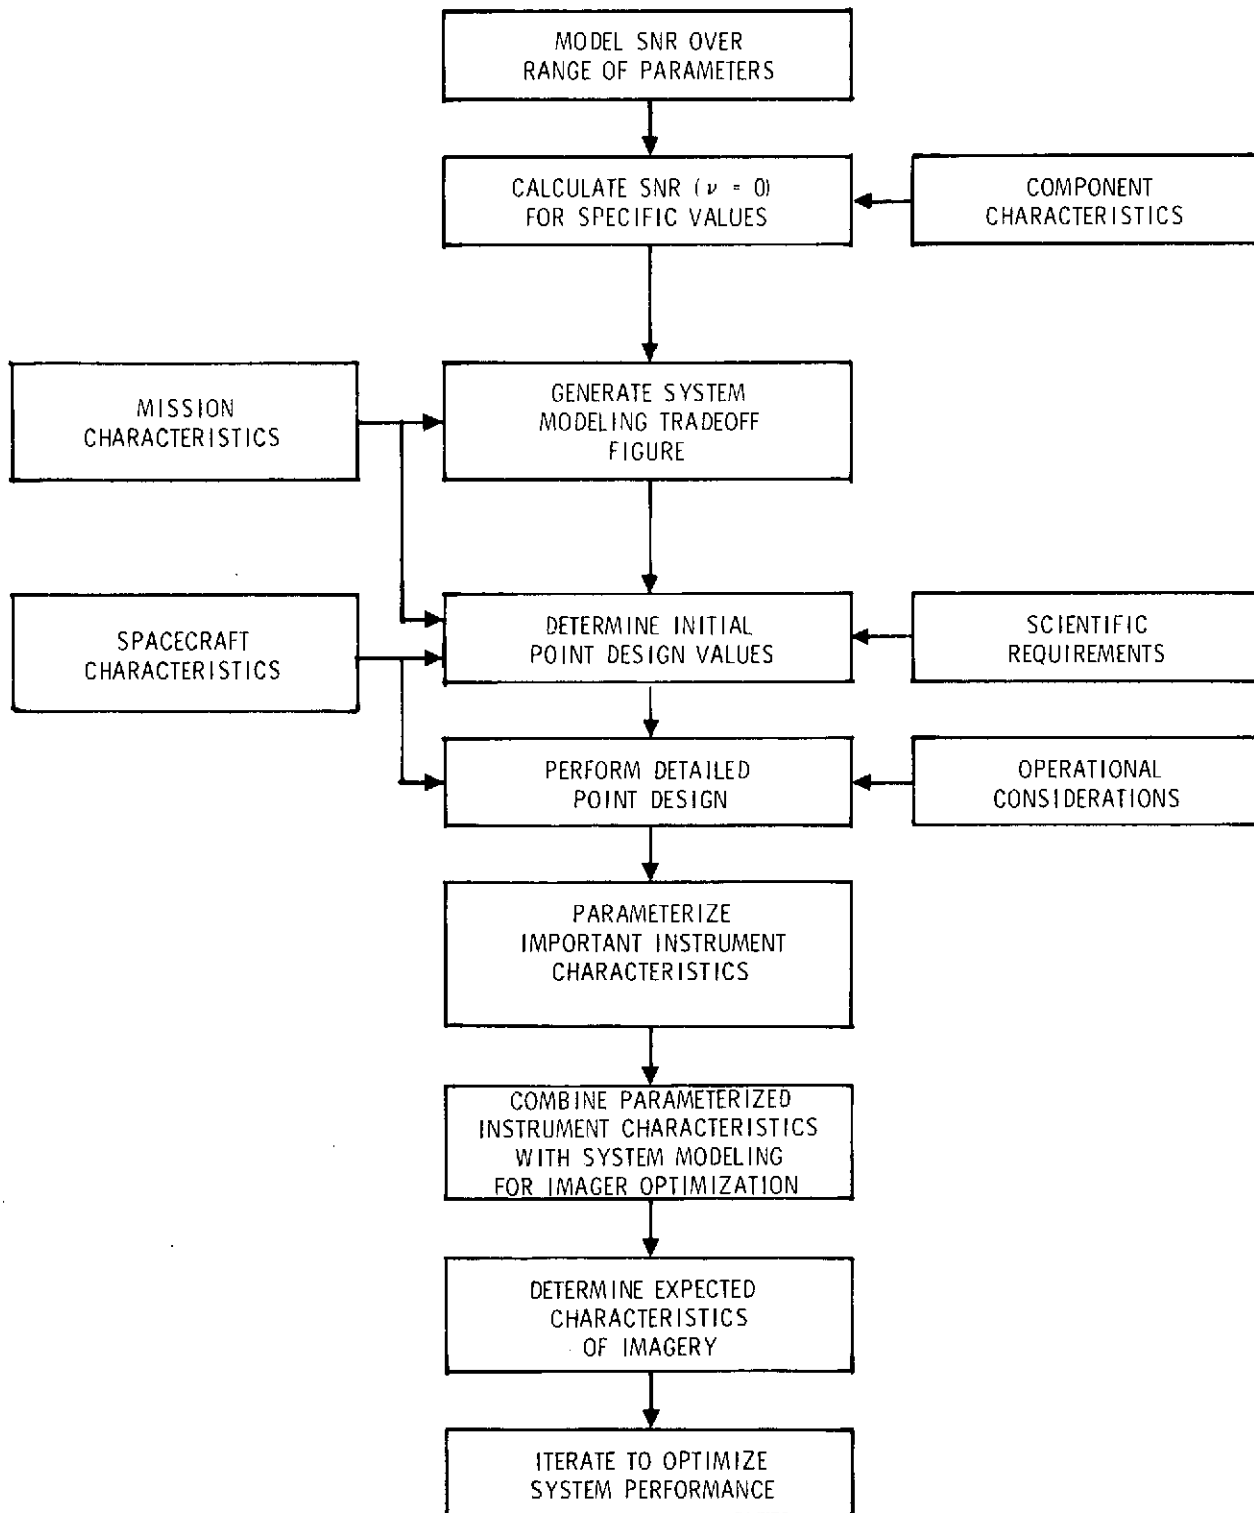 MODEL SNR OVER
RANGE OF PARAMETERS
CALCULATE SNR (ν = 0)
FOR SPECIFIC VALUES
COMPONENT
CHARACTERISTICS
MISSION
CHARACTERISTICS
GENERATE SYSTEM
MODELING TRADEOFF
FIGURE
SPACECRAFT
CHARACTERISTICS
DETERMINE INITIAL
POINT DESIGN VALUES
SCIENTIFIC
REQUIREMENTS
PERFORM DETAILED
POINT DESIGN
OPERATIONAL
CONSIDERATIONS
PARAMETERIZE
IMPORTANT INSTRUMENT
CHARACTERISTICS
COMBINE PARAMETERIZED
INSTRUMENT CHARACTERISTICS
WITH SYSTEM MODELING
FOR IMAGER OPTIMIZATION
DETERMINE EXPECTED
CHARACTERISTICS
OF IMAGERY
ITERATE TO OPTIMIZE
SYSTEM PERFORMANCE